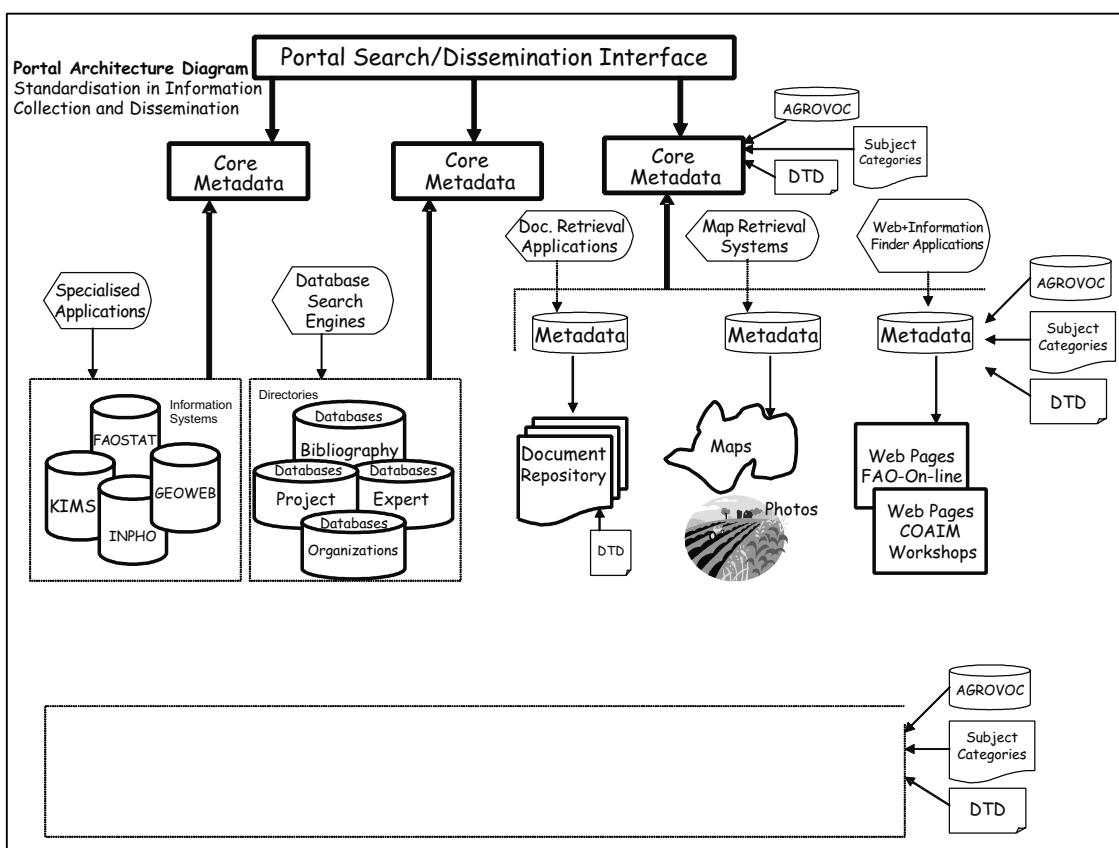 Portal Search/Dissemination Interface
Portal Architecture Diagram
Standardisation in Information
Collection and Dissemination
AGROVOC
Subject
Categories
DTD
Core
Metadata
Core
Metadata
Core
Metadata
Doc. Retrieval
Applications
Map Retrieval
Systems
Web+Information
Finder Applications
Specialised
Applications
Database
Search
Engines
AGROVOC
Subject
Categories
DTD
Metadata
Metadata
Metadata
Information
Systems
FAOSTAT
KIMS
GEOWEB
INPHO
Directories
Databases
Bibliography
Databases
Project
Databases
Expert
Databases
Organizations
Document
Repository
DTD
Maps
Photos
Web Pages
FAO-On-line
Web Pages
COAIM
Workshops
AGROVOC
Subject
Categories
DTD